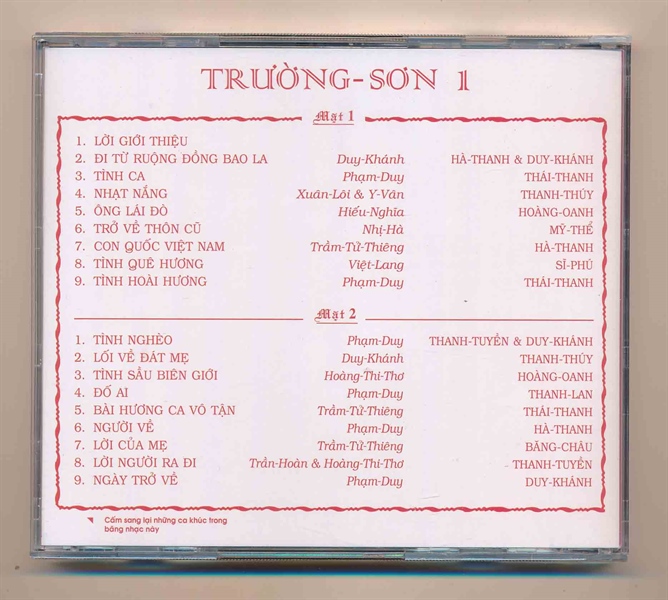 TRƯỜNG-SƠN 1
Mặt 1
1. LỜI GIỚI THIỆU
2. ĐI TỪ RUỘNG ĐỒNG BAO LA Duy-Khánh HÀ-THANH & DUY-KHÁNH
3. TÌNH CA Phạm-Duy THÁI-THANH
4. NHẠT NẮNG Xuân-Lôi & Y-Vân THANH-THÚY
5. ÔNG LÁI ĐÒ Hiếu-Nghĩa HOÀNG-OANH
6. TRỞ VỀ THÔN CŨ Nhị-Hà MỸ-THỂ
7. CON QUỐC VIỆT NAM Trầm-Tử-Thiêng HÀ-THANH
8. TÌNH QUÊ HƯƠNG Việt-Lang SĨ-PHÚ
9. TÌNH HOÀI HƯƠNG Phạm-Duy THÁI-THANH
Mặt 2
1. TÌNH NGHÈO Phạm-Duy THANH-TUYỀN & DUY-KHÁNH
2. LỐI VỀ ĐẤT MẸ Duy-Khánh THANH-THÚY
3. TÌNH SẦU BIÊN GIỚI Hoàng-Thi-Thơ HOÀNG-OANH
4. ĐỐ AI Phạm-Duy THANH-LAN
5. BÀI HƯƠNG CA VÔ TẬN Trầm-Tử-Thiêng THÁI-THANH
6. NGƯỜI VỀ Phạm-Duy HÀ-THANH
7. LỜI CỦA MẸ Trầm-Tử-Thiêng BĂNG-CHÂU
8. LỜI NGƯỜI RA ĐI Trần-Hoàn & Hoàng-Thi-Thơ THANH-TUYỀN
9. NGÀY TRỞ VỀ Phạm-Duy DUY-KHÁNH
Cấm sang lại những ca khúc trong
băng nhạc này